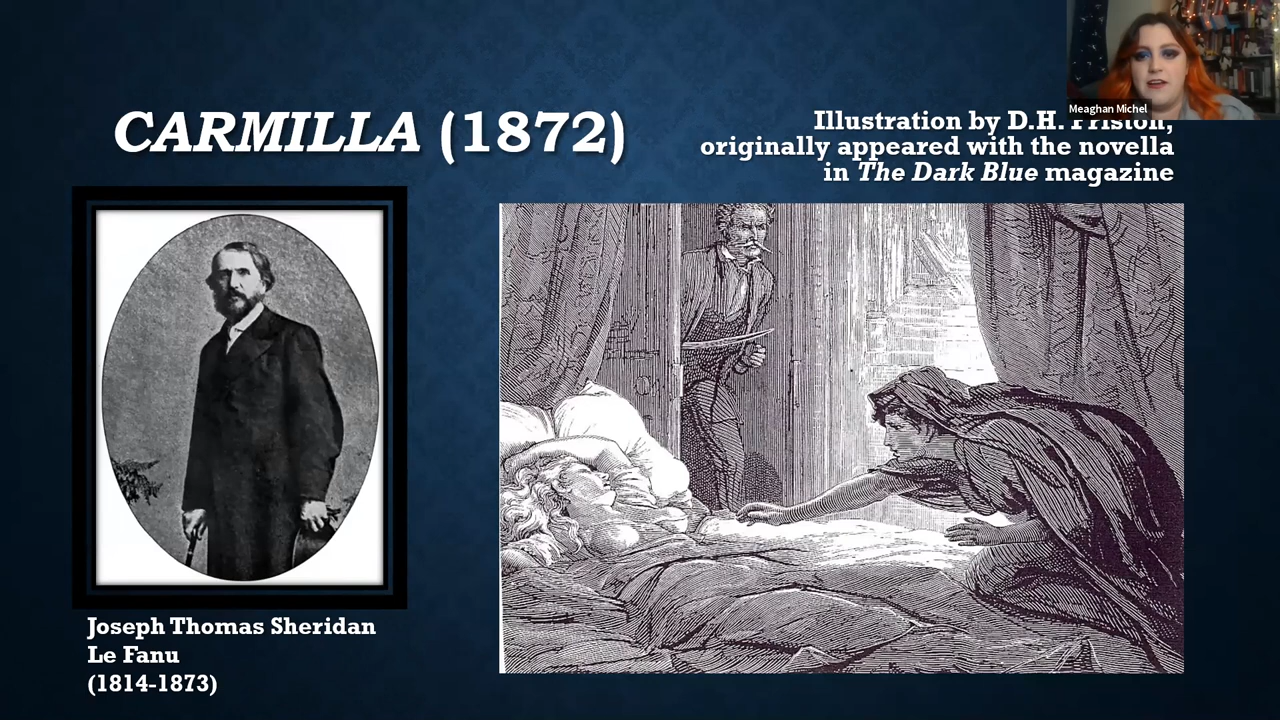 CARMILLA (1872)
Illustration by D.H. Friston,
originally appeared with the novella
in The Dark Blue magazine
Meaghan Michel
Joseph Thomas Sheridan
Le Fanu
(1814-1873)